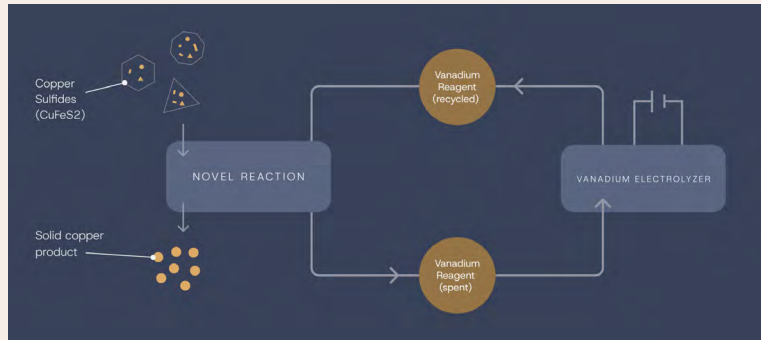 Copper
Sulfides
(CuFeS2)
Vanadium
Reagent
(recycled)
NOVEL REACTION
VANADIUM ELECTROLYZER
Solid copper
product
Vanadium
Reagent
(spent)